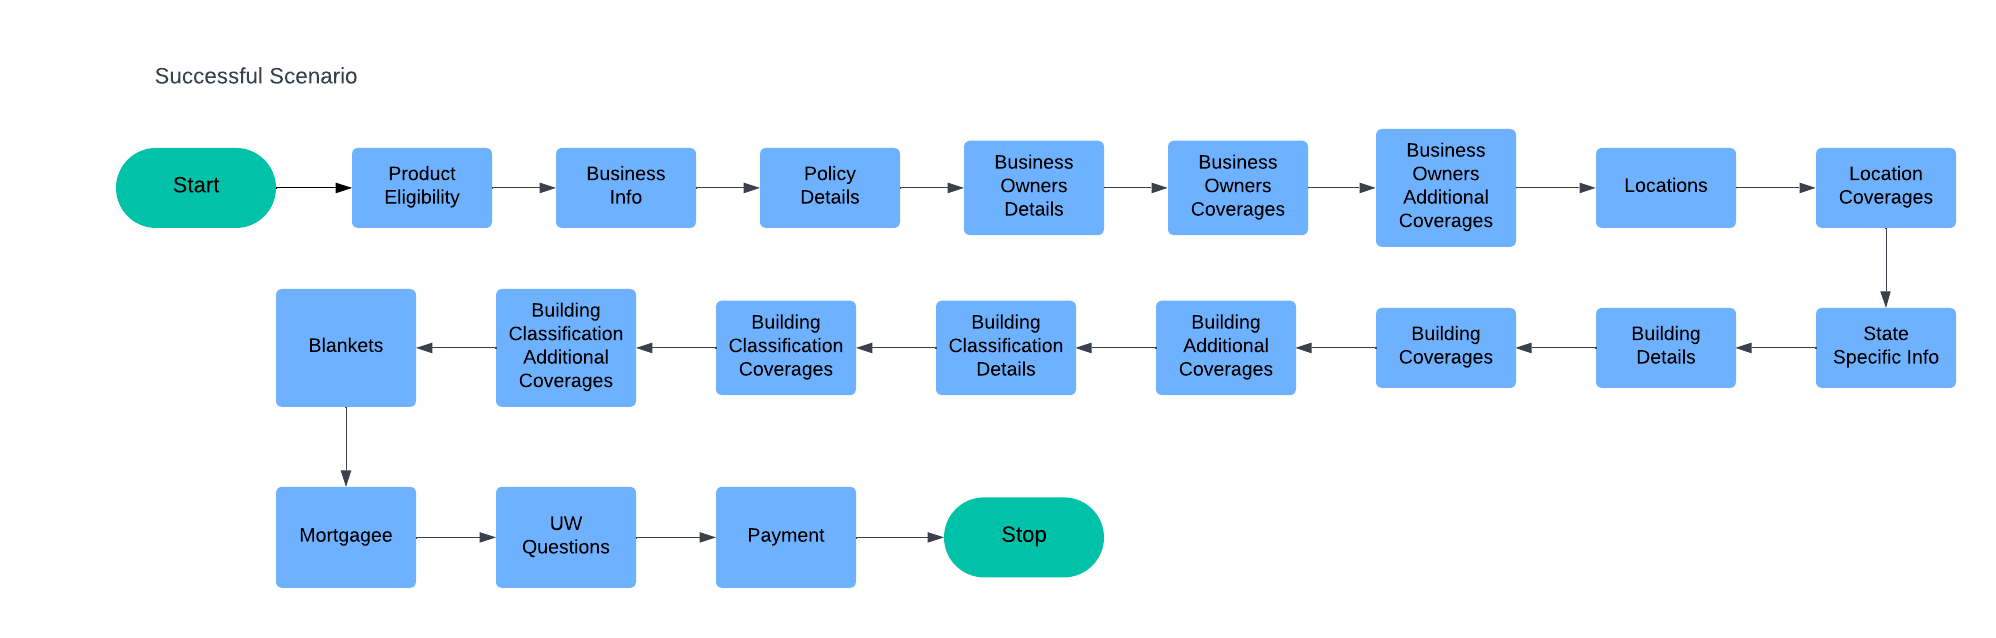 Successful Scenario
Start
Product
Eligibility
Business
Info
Policy
Details
Business
Owners
Details
Business
Owners
Coverages
Business
Owners
Additional
Coverages
Locations
Location
Coverages
State
Specific Info
Building
Details
Building
Coverages
Building
Additional
Coverages
Building
Classification
Details
Building
Classification
Coverages
Building
Classification
Additional
Coverages
Blankets
Mortgagee
UW
Questions
Payment
Stop